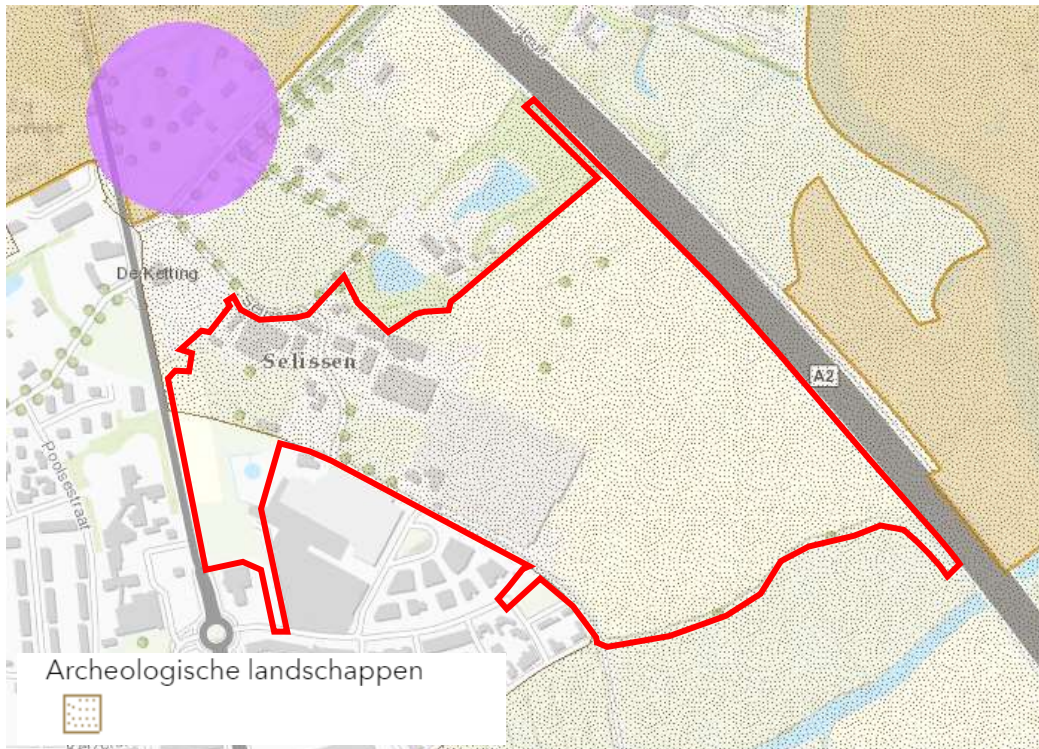 De Ketting
Selissen
A2
Poolsestraat
Archeologische landschappen